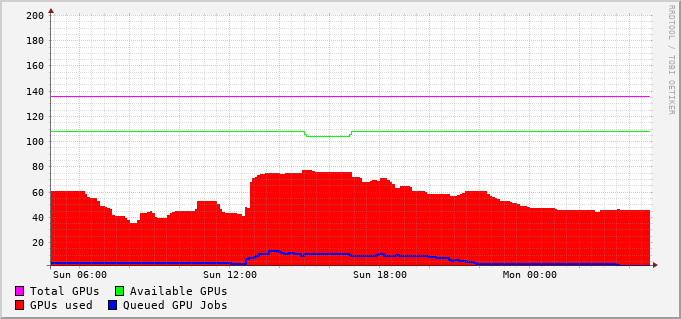 200
180
160
140
120
100
80
60
40
20
Sun 06:00 Sun 12:00 Sun 18:00 Mon 00:00
Total GPUs Available GPUs
GPUs used Queued GPU Jobs
RRDTOOL / TOBI OETIKER